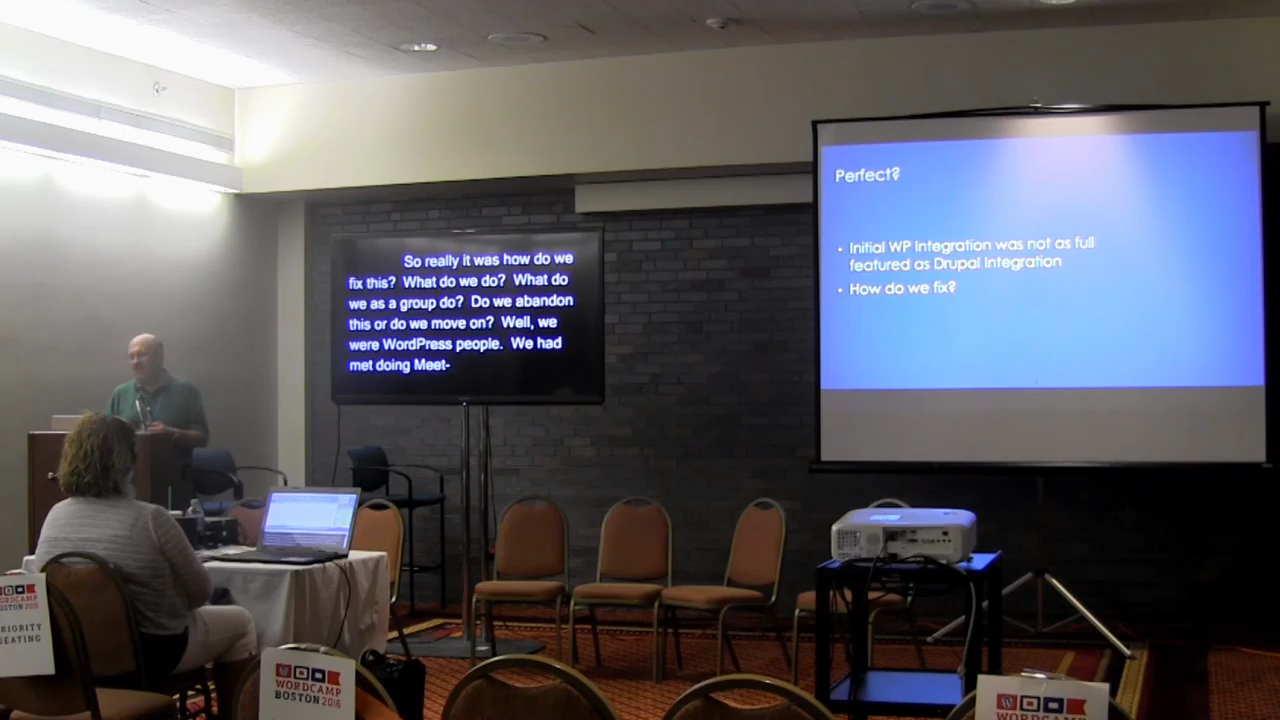 So really it was how do we
fix this? What do we do? What do
we as a group do? Do we abandon
this or do we move on? Well, we
were WordPress people. We had
met doing Meet-
Perfect?
• Initial WP Integration was not as full
featured as Drupal Integration
• How do we fix?
WORDCAMP
BOSTON 2016
RIORITY
SEATING
WORDCAMP
BOSTON 2016
WORDCAMP